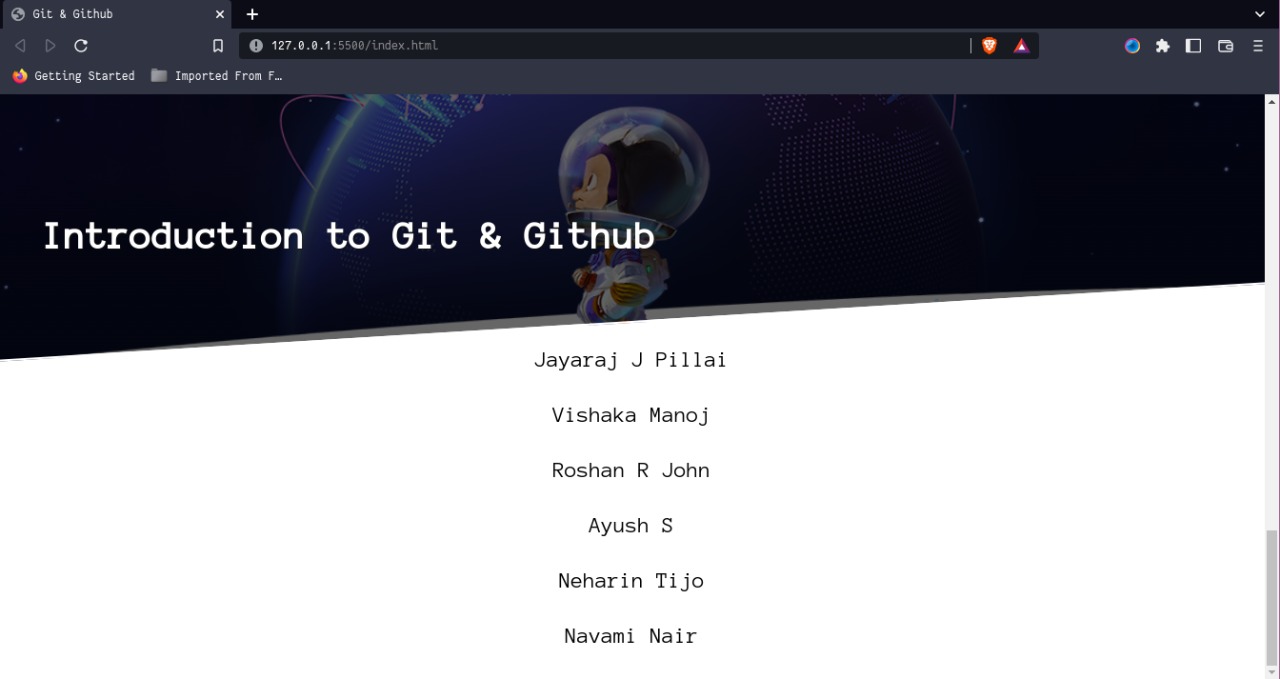 Git & Github
127.0.0.1:5500/index.html
Getting Started
Imported From F…
Introduction to Git & Github
Jayaraj J Pillai
Vishaka Manoj
Roshan R John
Ayush S
Neharin Tijo
Navami Nair